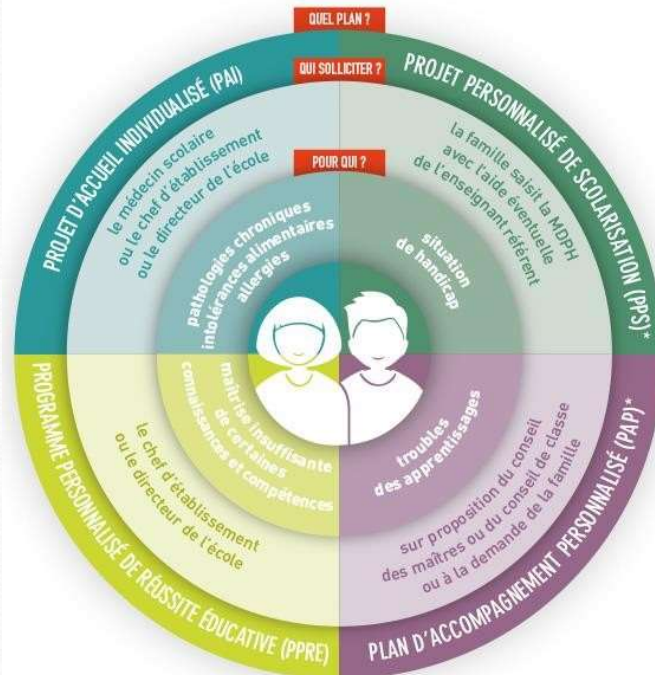 QUEL PLAN ?
QUI SOLLICITER ?
POUR QUI ?
PROJET D'ACCUEIL INDIVIDUALISÉ (PAI)
le médecin scolaire
ou le chef d'établissement
ou le directeur de l'école
pathologies chroniques
intolérances alimentaires
allergies
PROJET PERSONNALISÉ DE SCOLARISATION (PPS)*
la famille saisit la MDPH
avec l'aide éventuelle
de l'enseignant référent
situation
de handicap
PROGRAMME PERSONNALISÉ DE RÉUSSITE ÉDUCATIVE (PPRE)
le chef d'établissement
ou le directeur de l'école
maîtrise insuffisante
de certaines
connaissances et compétences
PLAN D'ACCOMPAGNEMENT PERSONNALISÉ (PAP)*
sur proposition du conseil
des maîtres ou du conseil de classe
ou à la demande de la famille
troubles
des apprentissages